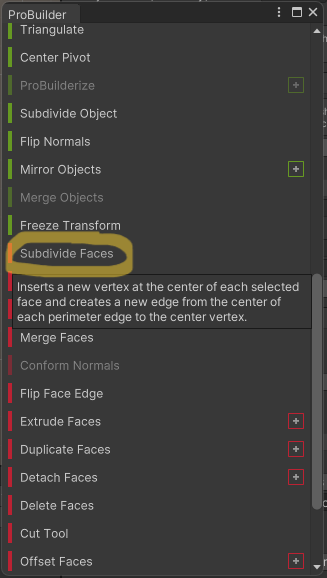 ProBuilder
Triangulate
Center Pivot
ProBuilderize
Subdivide Object
Flip Normals
Mirror Objects
Merge Objects
Freeze Transform
Subdivide Faces
Inserts a new vertex at the center of each selected
face and creates a new edge from the center of
each perimeter edge to the center vertex.
Merge Faces
Conform Normals
Flip Face Edge
Extrude Faces
Duplicate Faces
Detach Faces
Delete Faces
Cut Tool
Offset Faces